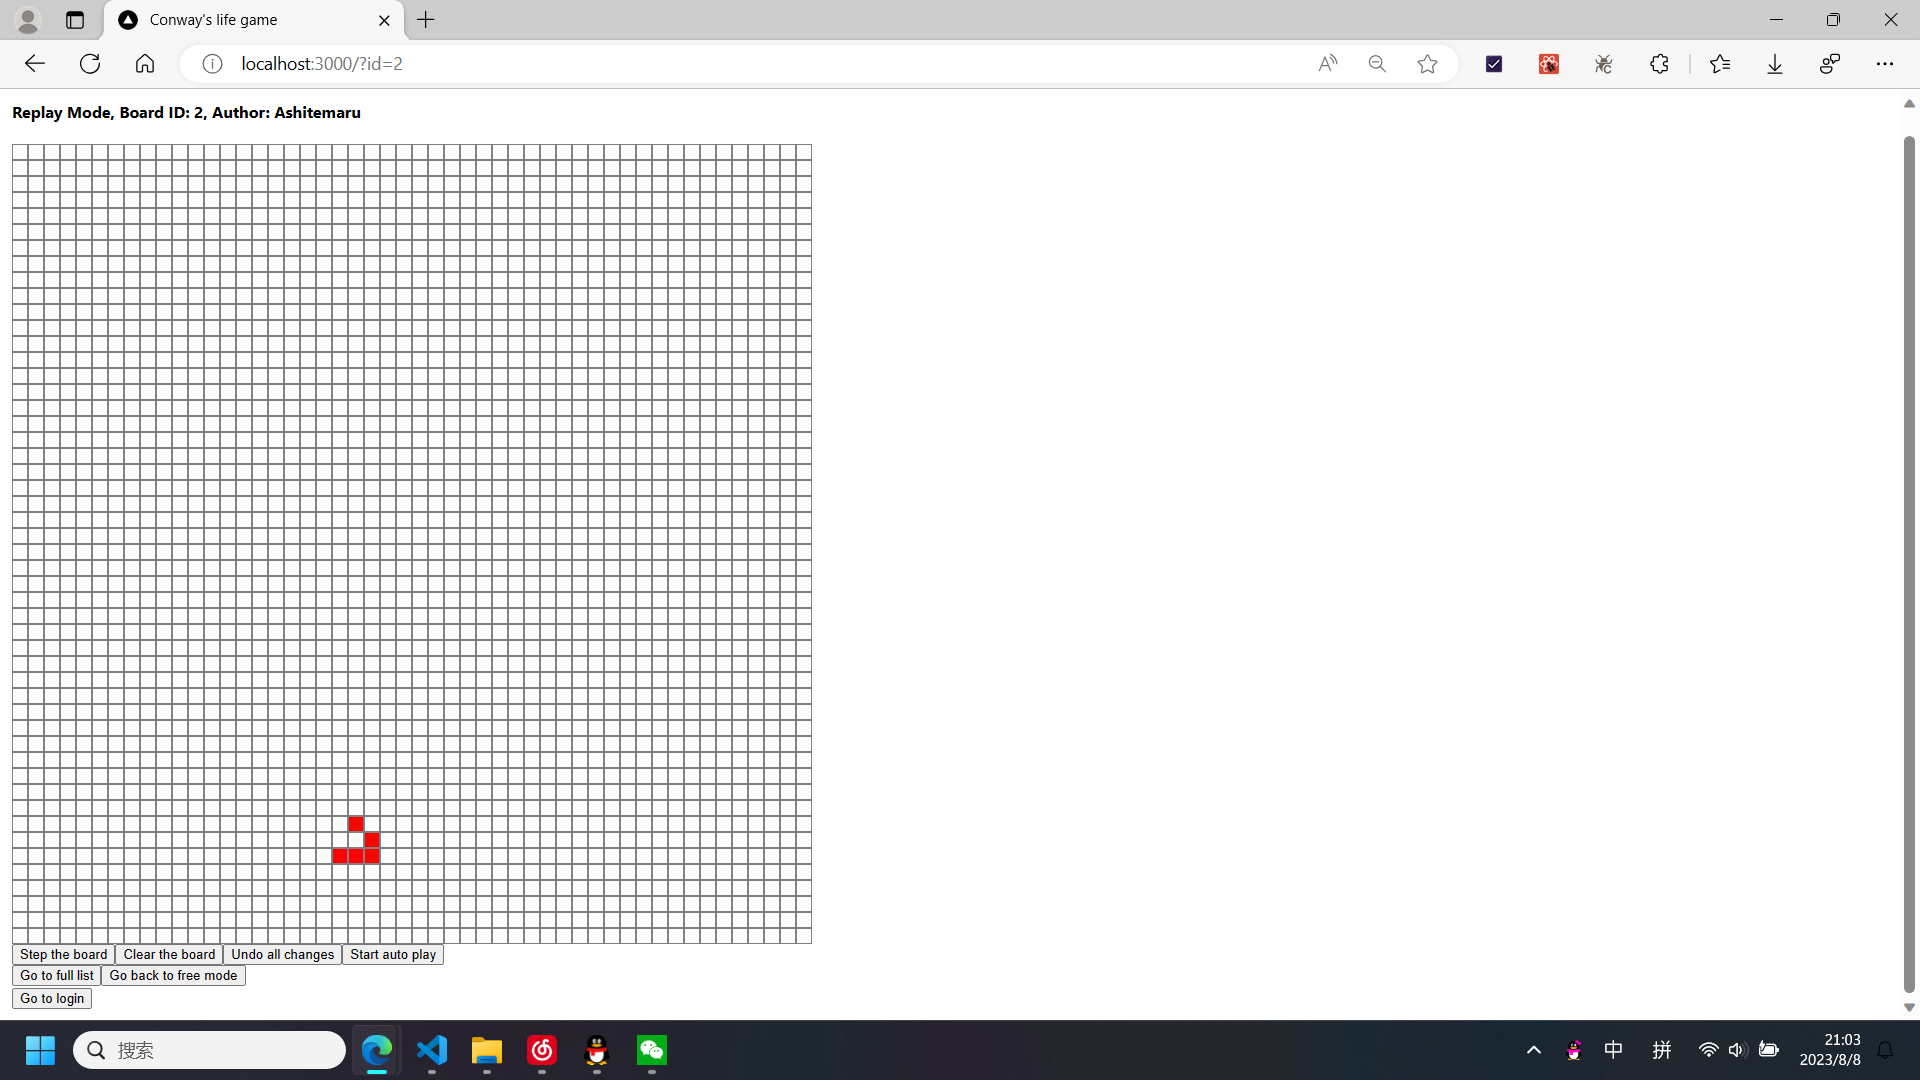 Conway's life game
localhost:3000/?id=2
Replay Mode, Board ID: 2, Author: Ashitemaru
Step the board Clear the board Undo all changes Start auto play
Go to full list Go back to free mode
Go to login
搜索
中 拼 21:03
2023/8/8